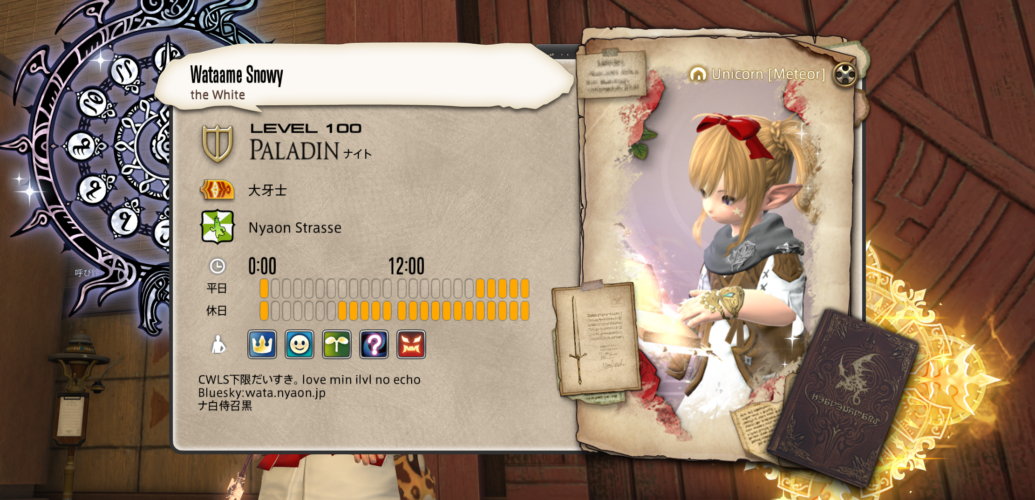 Wataame Snowy
the White
Unicorn [Meteor]
LEVEL 100
PALADIN ナイト
大牙士
Nyaon Strasse
0:00 12:00
平日
休日
CWLS下限だいすき。love min ilvl no echo
Bluesky:wata.nyaon.jp
ナ白侍召黒